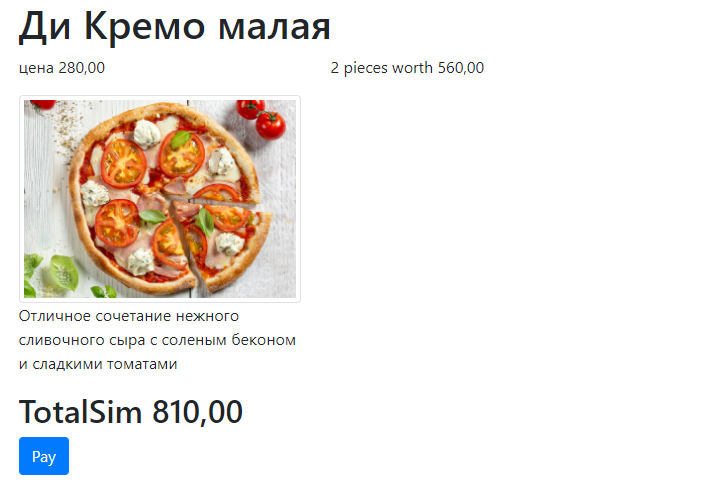 Ди Кремо малая
цена 280,00
2 pieces worth 560,00
Отличное сочетание нежного
сливочного сыра с соленым беконом
и сладкими томатами
TotalSim 810,00
Pay